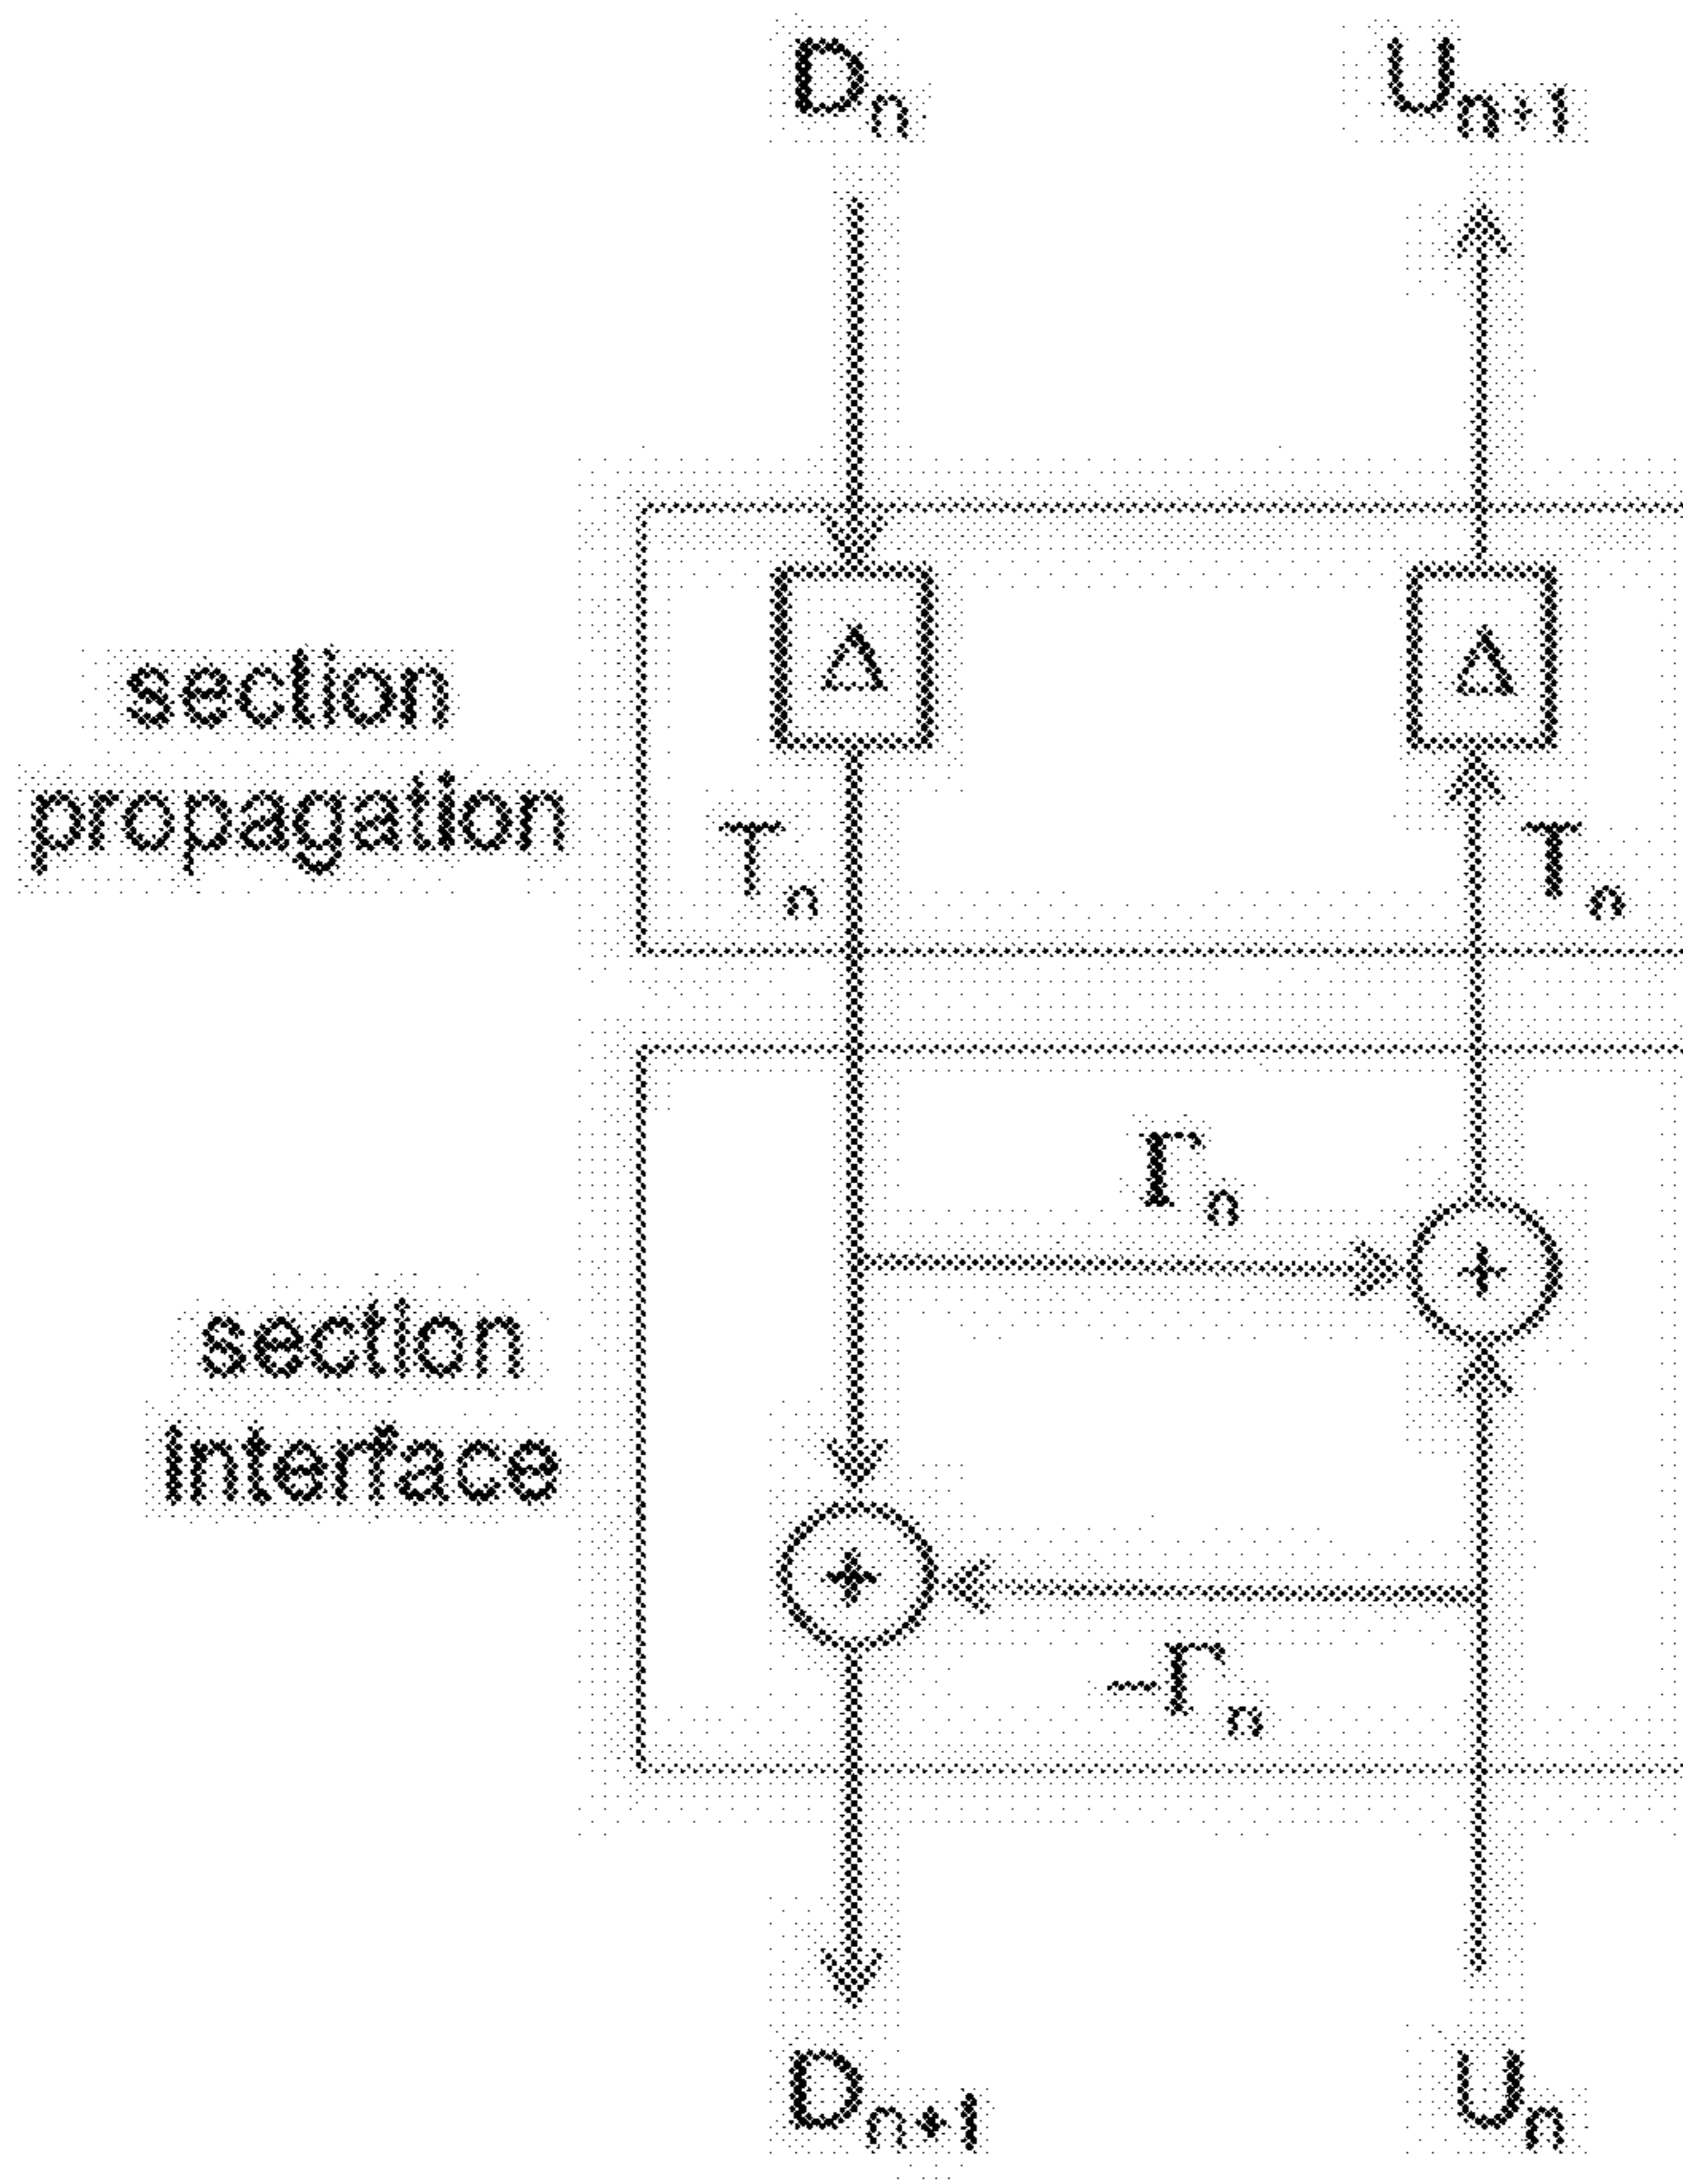 Dₙ
Uₙ₊₁
Δ
Δ
section
propagation
Tₙ
Tₙ
Γₙ
section
interface
+
+
−Γₙ
Dₙ₊₁
Uₙ